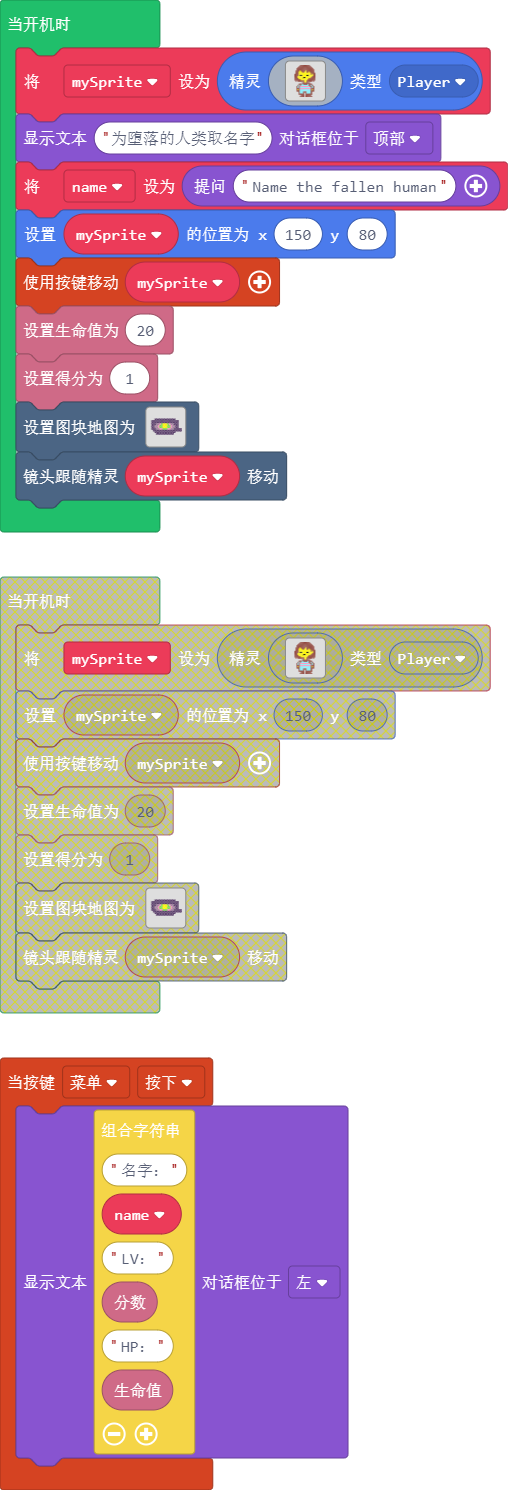 当开机时
将 mySprite 设为 精灵 类型 Player
显示文本 "为堕落的人类取名字" 对话框位于 顶部
将 name 设为 提问 "Name the fallen human"
设置 mySprite 的位置为 x 150 y 80
使用按键移动 mySprite
设置生命值为 20
设置得分为 1
设置图块地图为
镜头跟随精灵 mySprite 移动
当开机时
将 mySprite 设为 精灵 类型 Player
设置 mySprite 的位置为 x 150 y 80
使用按键移动 mySprite
设置生命值为 20
设置得分为 1
设置图块地图为
镜头跟随精灵 mySprite 移动
当按键 菜单 按下
组合字符串
"名字："
name
"LV："
显示文本 对话框位于 左
分数
"HP："
生命值